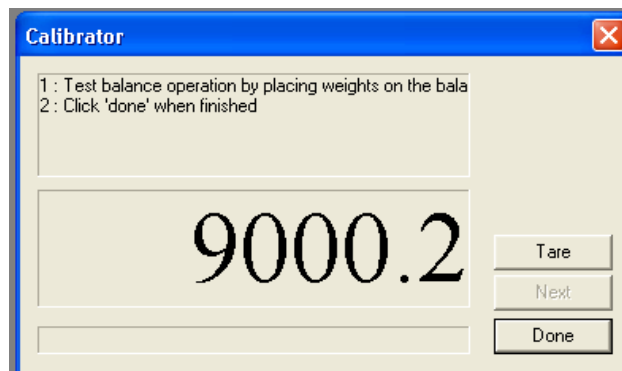 Calibrator
1 : Test balance operation by placing weights on the bala
2 : Click 'done' when finished
9000.2
Tare
Next
Done